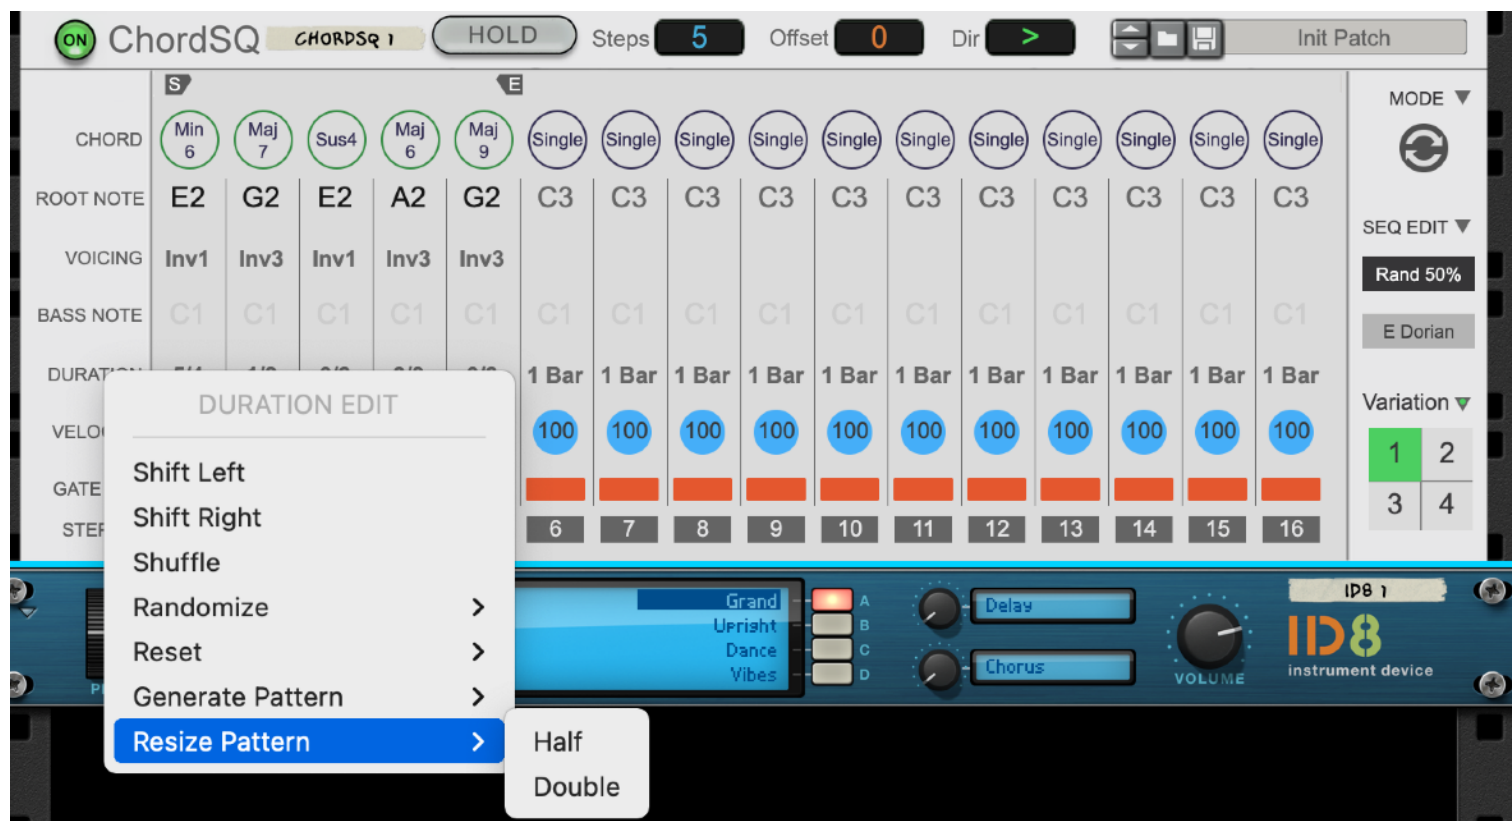 ON ChordSQ CHORDSQ 1 HOLD Steps 5 Offset 0 Dir > Init Patch
S E
MODE
CHORD Min 6 Maj 7 Sus4 Maj 6 Maj 9 Single Single Single Single Single Single Single Single Single Single Single
ROOT NOTE E2 G2 E2 A2 G2 C3 C3 C3 C3 C3 C3 C3 C3 C3 C3 C3
SEQ EDIT
VOICING Inv1 Inv3 Inv1 Inv3 Inv3
Rand 50%
BASS NOTE C1 C1 C1 C1 C1 C1 C1 C1 C1 C1 C1 C1 C1 C1 C1 C1
E Dorian
DURATION 1 Bar 1 Bar 1 Bar 1 Bar 1 Bar 1 Bar 1 Bar 1 Bar 1 Bar 1 Bar 1 Bar
Variation
VELO 100 100 100 100 100 100 100 100 100 100 100
1 2
GATE
3 4
STEP 6 7 8 9 10 11 12 13 14 15 16
DURATION EDIT
Shift Left
Shift Right
Shuffle
Randomize
Reset
Generate Pattern
Resize Pattern
Half
Double
Grand A
Upright B
Dance C
Vibes D
Delay
Chorus
VOLUME
ID8 1
ID8
instrument device